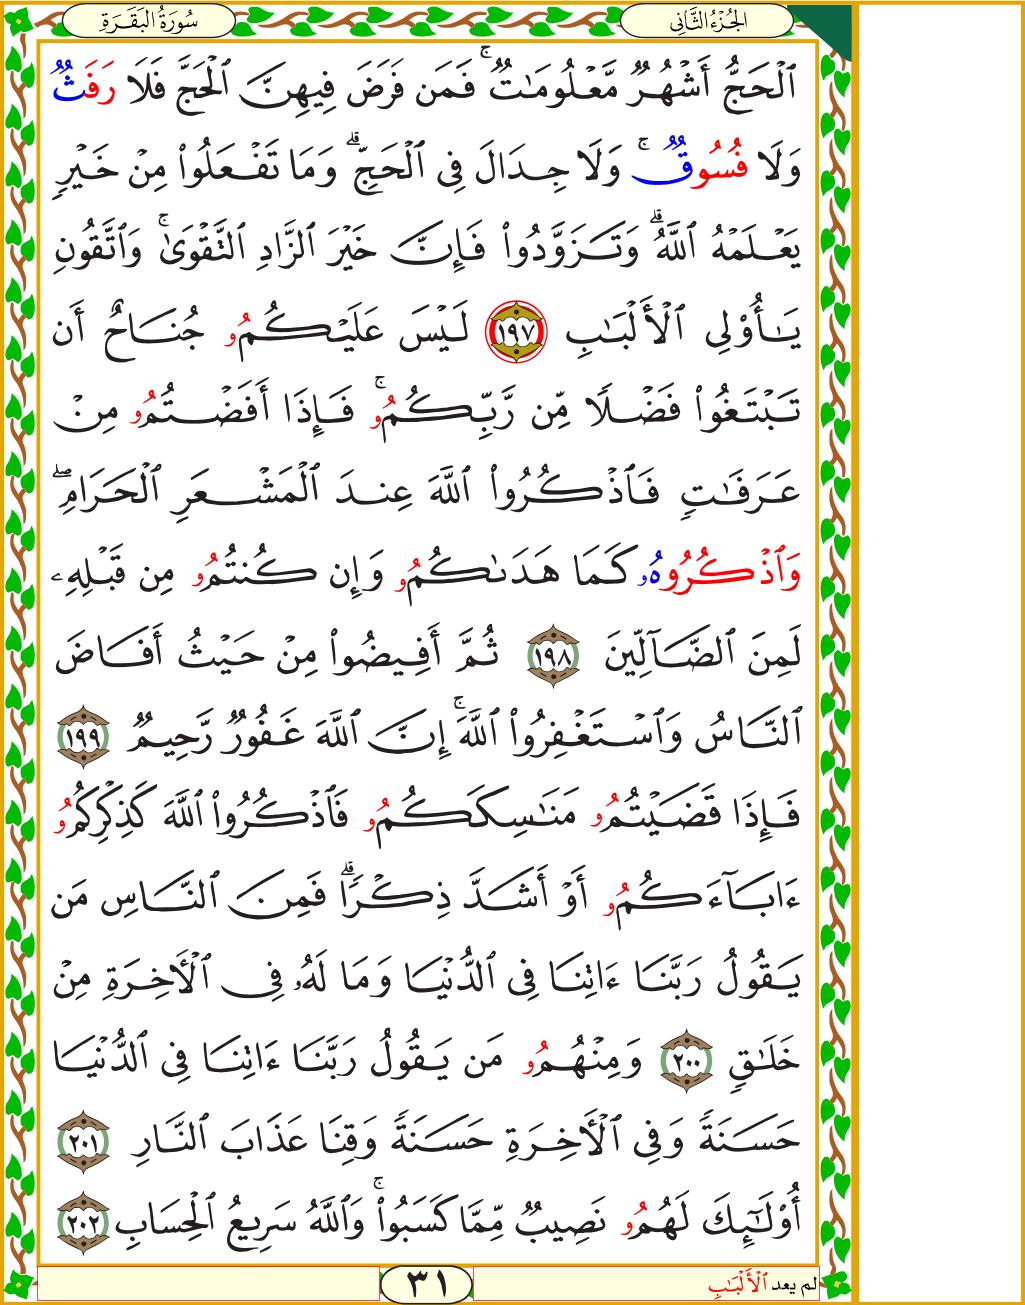 الجُزْءُ الثَّانِي
سُورَةُ البَقَرَةِ
ٱلْحَجُّ أَشْهُرٌ مَّعْلُومَٰتٌ ۚ فَمَن فَرَضَ فِيهِنَّ ٱلْحَجَّ فَلَا رَفَثٌ
وَلَا فُسُوقٌ ۚ وَلَا جِدَالَ فِي ٱلْحَجِّ ۗ وَمَا تَفْعَلُوا۟ مِنْ خَيْرٍ
يَعْلَمْهُ ٱللَّهُ ۗ وَتَزَوَّدُوا۟ فَإِنَّ خَيْرَ ٱلزَّادِ ٱلتَّقْوَىٰ ۚ وَٱتَّقُونِ
يَٰٓأُو۟لِي ٱلْأَلْبَٰبِ ١٩٧ لَيْسَ عَلَيْكُمُۥ جُنَاحٌ أَن
تَبْتَغُوا۟ فَضْلًا مِّن رَّبِّكُمُۥ ۚ فَإِذَا أَفَضْتُمُۥ مِنْ
عَرَفَٰتٍ فَٱذْكُرُوا۟ ٱللَّهَ عِندَ ٱلْمَشْعَرِ ٱلْحَرَامِ ۖ
وَٱذْكُرُوهُۥ كَمَا هَدَىٰكُمُۥ وَإِن كُنتُمُۥ مِن قَبْلِهِۦ
لَمِنَ ٱلضَّآلِّينَ ١٩٨ ثُمَّ أَفِيضُوا۟ مِنْ حَيْثُ أَفَاضَ
ٱلنَّاسُ وَٱسْتَغْفِرُوا۟ ٱللَّهَ ۚ إِنَّ ٱللَّهَ غَفُورٌ رَّحِيمٌ ١٩٩
فَإِذَا قَضَيْتُمُۥ مَنَٰسِكَكُمُۥ فَٱذْكُرُوا۟ ٱللَّهَ كَذِكْرِكُمُۥ
ءَابَآءَكُمُۥ أَوْ أَشَدَّ ذِكْرًا ۗ فَمِنَ ٱلنَّاسِ مَن
يَقُولُ رَبَّنَا ءَاتِنَا فِي ٱلدُّنْيَا وَمَا لَهُۥ فِي ٱلْأَخِرَةِ مِنْ
خَلَٰقٍ ٢٠٠ وَمِنْهُمُۥ مَن يَقُولُ رَبَّنَا ءَاتِنَا فِي ٱلدُّنْيَا
حَسَنَةً وَفِي ٱلْأَخِرَةِ حَسَنَةً وَقِنَا عَذَابَ ٱلنَّارِ ٢٠١
أُو۟لَٰٓئِكَ لَهُمُۥ نَصِيبٌ مِّمَّا كَسَبُوا۟ ۚ وَٱللَّهُ سَرِيعُ ٱلْحِسَابِ ٢٠٢
لم يعد ٱلْأَلْبَٰبِ
٣١